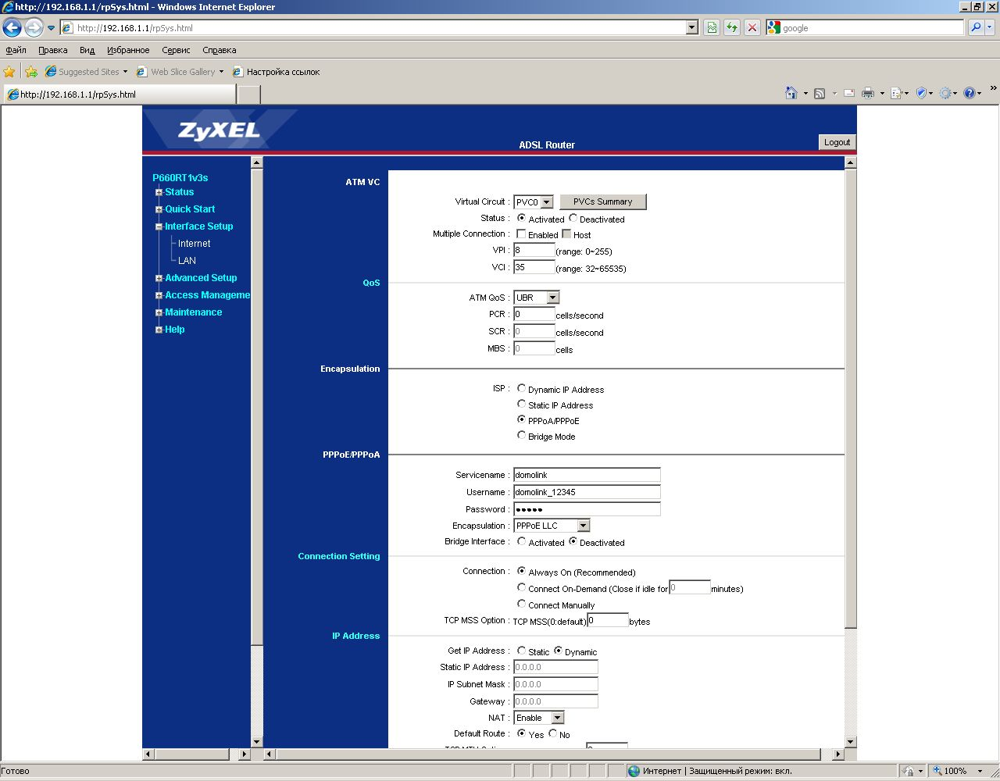 http://192.168.1.1/rpSys.html - Windows Internet Explorer
http://192.168.1.1/rpSys.html
google
Файл Правка Вид Избранное Сервис Справка
Suggested Sites Web Slice Gallery Настройка ссылок
http://192.168.1.1/rpSys.html
ZyXEL
ADSL Router
Logout
P660RT1v3s
Status
Quick Start
Interface Setup
Internet
LAN
Advanced Setup
Access Manageme
Maintenance
Help
ATM VC
Virtual Circuit : PVC0 PVCs Summary
Status : Activated Deactivated
Multiple Connection : Enabled Host
VPI : 8 (range: 0~255)
VCI : 35 (range: 32~65535)
QoS
ATM QoS : UBR
PCR : 0 cells/second
SCR : 0 cells/second
MBS : 0 cells
Encapsulation
ISP : Dynamic IP Address
Static IP Address
PPPoA/PPPoE
Bridge Mode
PPPoE/PPPoA
Servicename : domolink
Username : domolink_12345
Password : •••••
Encapsulation : PPPoE LLC
Bridge Interface : Activated Deactivated
Connection Setting
Connection : Always On (Recommended)
Connect On-Demand (Close if idle for 0 minutes)
Connect Manually
TCP MSS Option : TCP MSS(0:default) 0 bytes
IP Address
Get IP Address : Static Dynamic
Static IP Address : 0.0.0.0
IP Subnet Mask : 0.0.0.0
Gateway : 0.0.0.0
NAT : Enable
Default Route : Yes No
Готово
Интернет | Защищенный режим: вкл.
100%